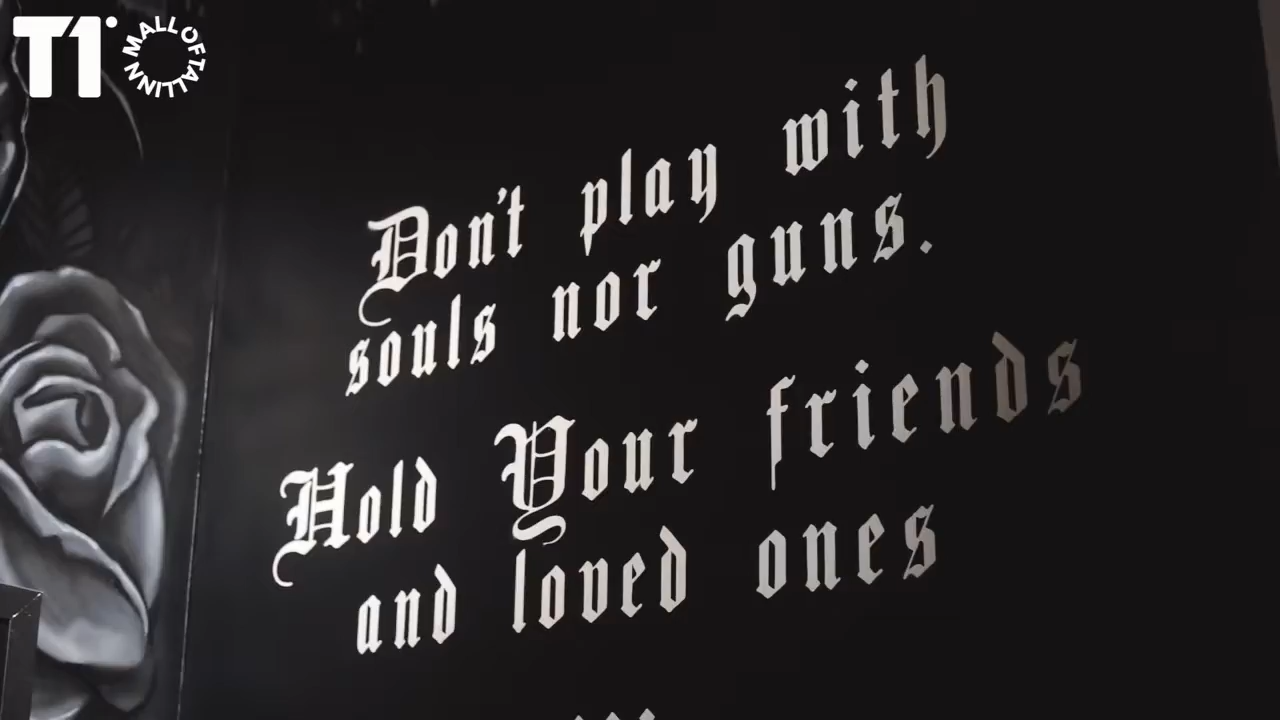 T1
MALL OF TALLINN
Don't play with
souls nor guns.
Hold Your friends
and loved ones